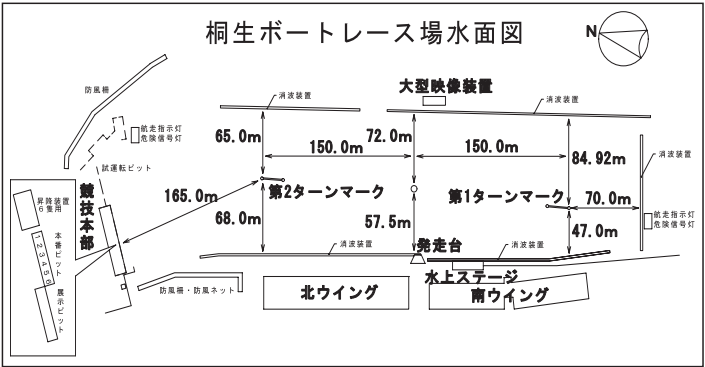 桐生ボートレース場水面図
N
防風柵
消波装置
大型映像装置
消波装置
航走指示灯
危険信号灯
65.0m
72.0m
150.0m
150.0m
84.92m
消波装置
試運転ピット
165.0m
第2ターンマーク
第1ターンマーク
70.0m
昇降装置
6隻用
競技本部
68.0m
57.5m
47.0m
航走指示灯
危険信号灯
本番ピット
1
2
3
4
5
6
消波装置
発走台
消波装置
水上ステージ
展示ピット
防風柵・防風ネット
北ウイング
南ウイング